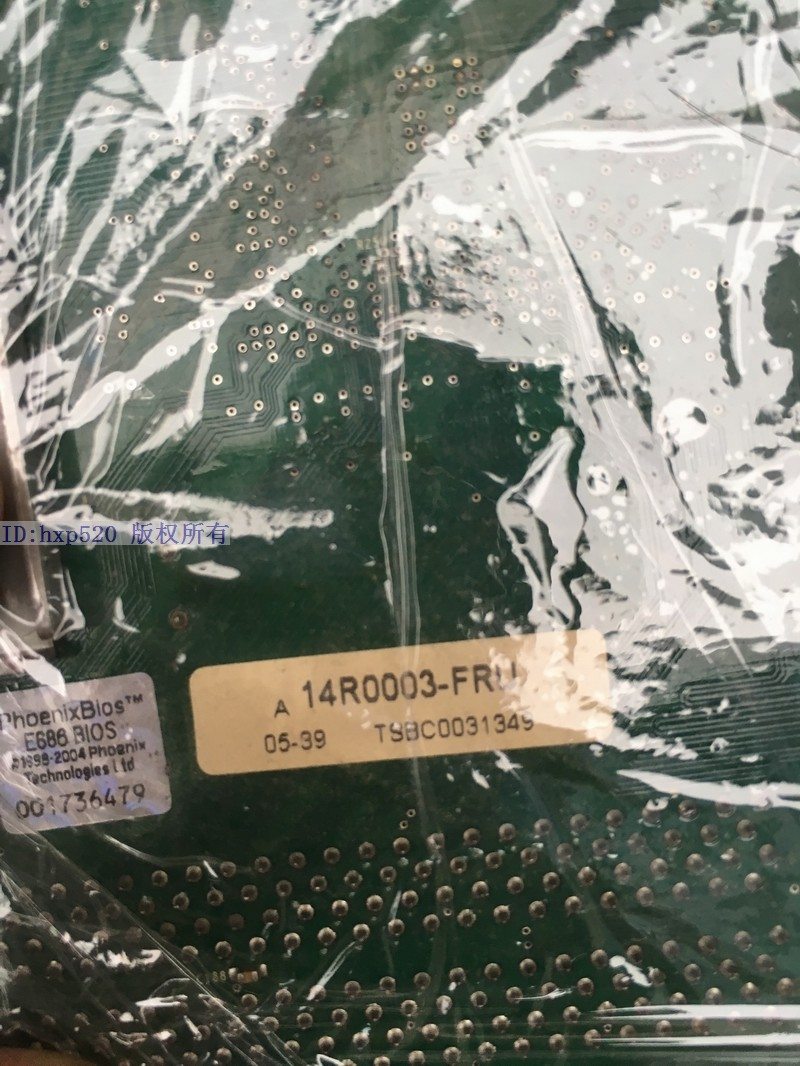 ID:hxp520 版权所有
PhoenixBios™
E686 BIOS
©1998-2004 Phoenix
Technologies Ltd
001736479
A 14R0003-FRU
05-39 TSBC0031349